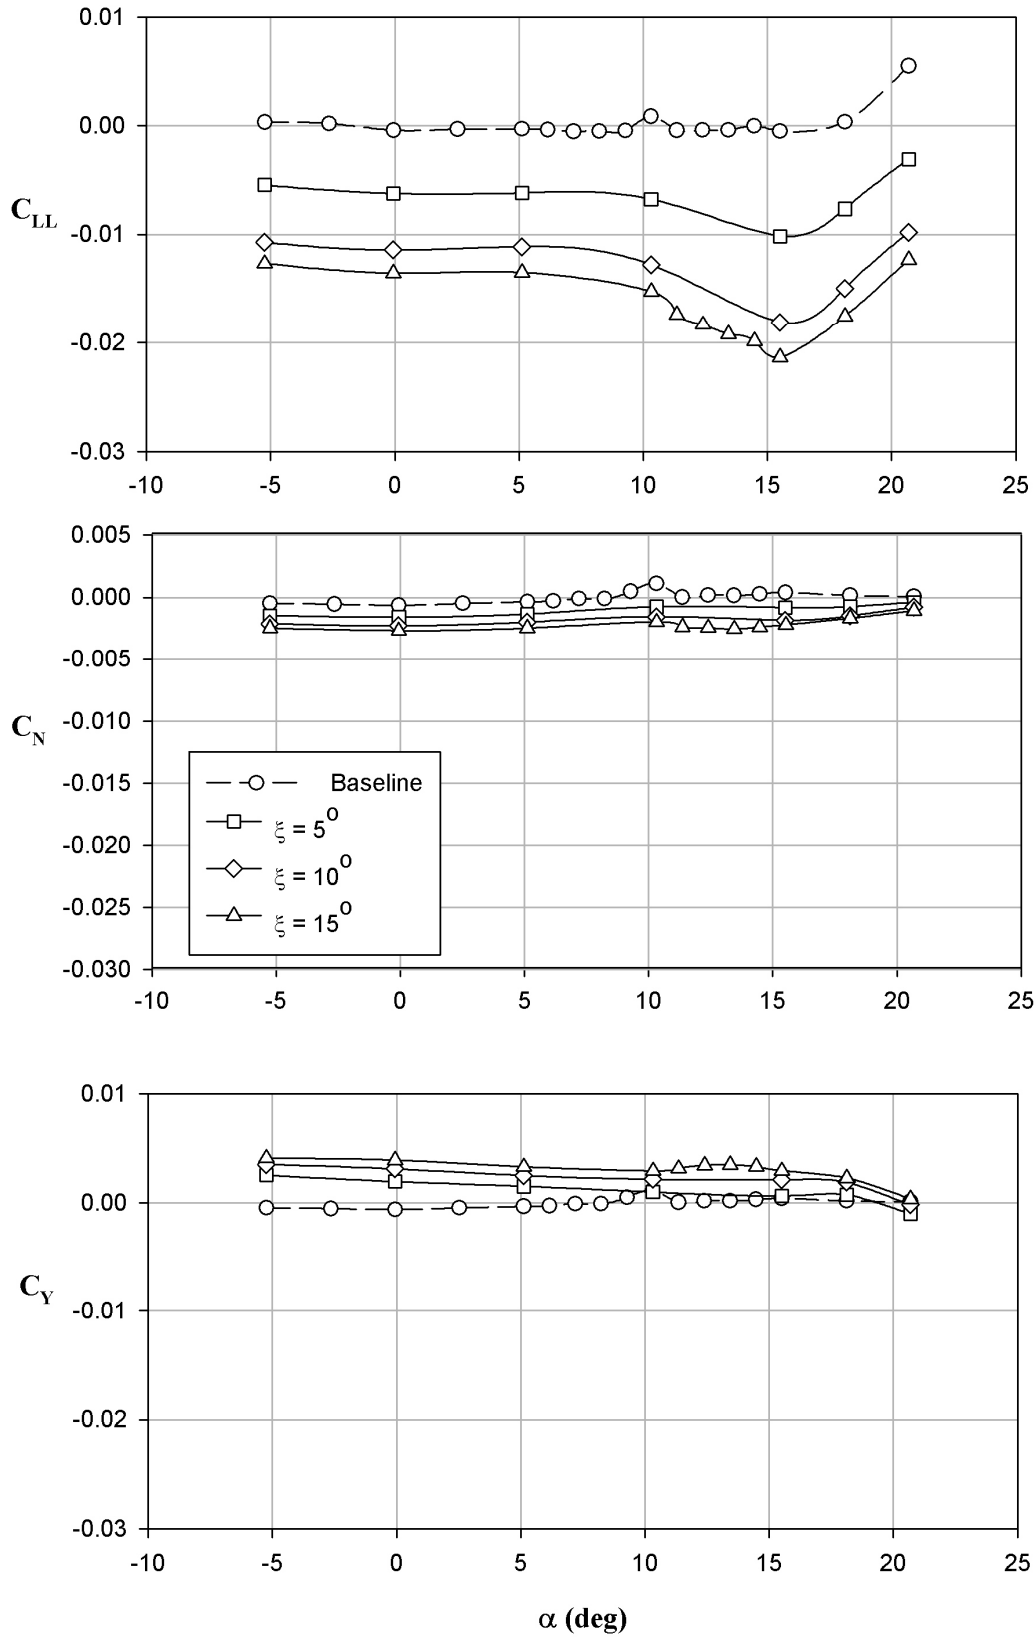 0.01
0.00
-0.01
-0.02
-0.03
C_LL
-10 -5 0 5 10 15 20 25
0.005
0.000
-0.005
-0.010
-0.015
-0.020
-0.025
-0.030
C_N
Baseline
ξ = 5°
ξ = 10°
ξ = 15°
-10 -5 0 5 10 15 20 25
0.01
0.00
-0.01
-0.02
-0.03
C_Y
-10 -5 0 5 10 15 20 25
α (deg)